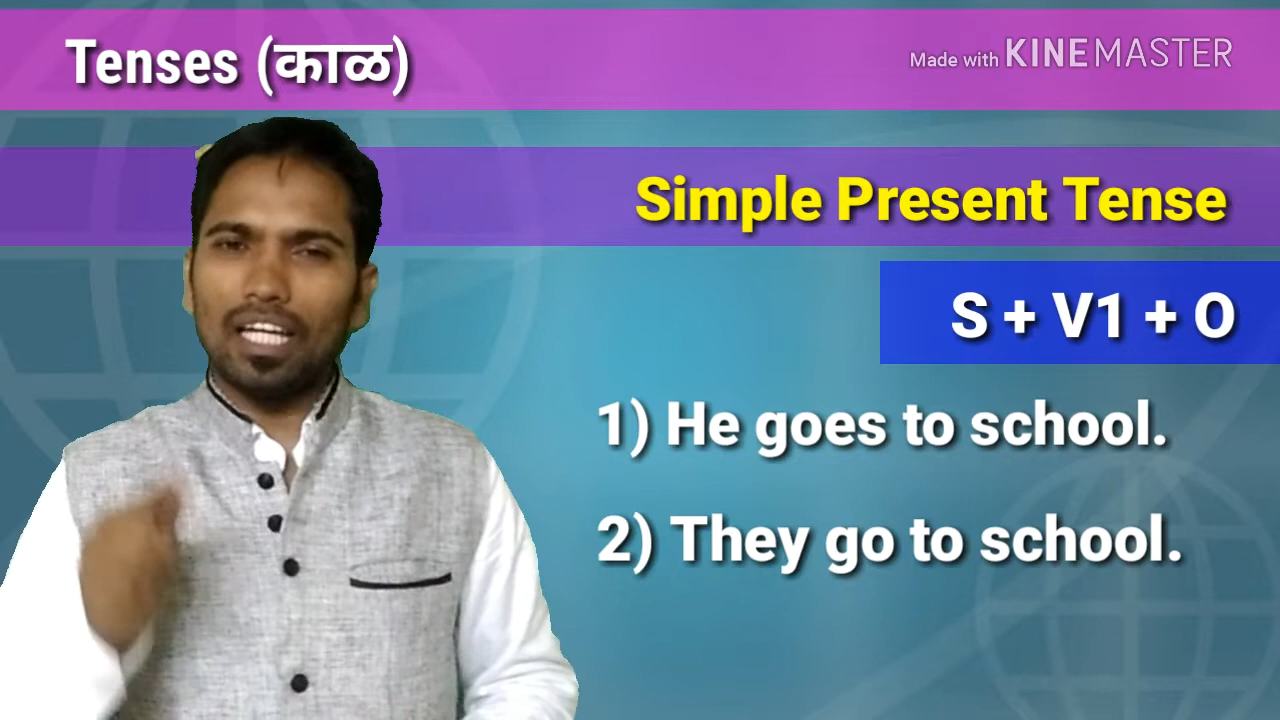 Tenses (काळ)
Made with KINEMASTER
Simple Present Tense
S + V1 + O
1) He goes to school.
2) They go to school.